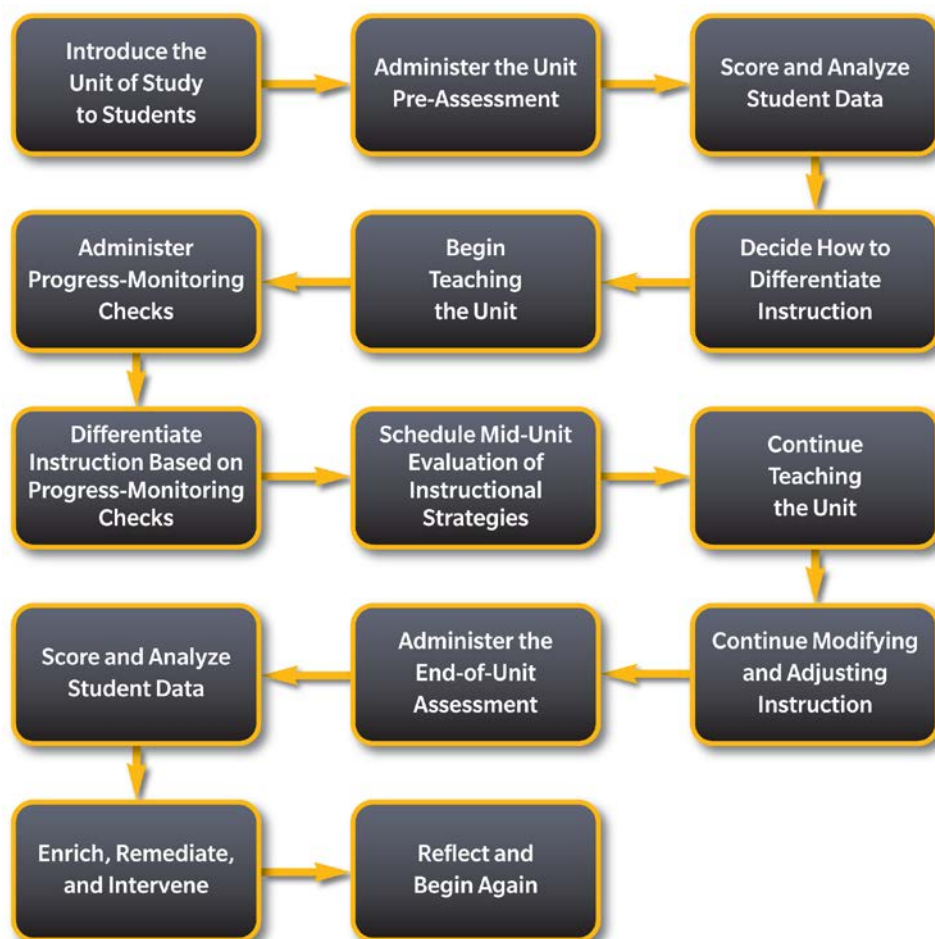 Introduce the
Unit of Study
to Students
Administer the Unit
Pre-Assessment
Score and Analyze
Student Data
Decide How to
Differentiate
Instruction
Begin
Teaching
the Unit
Administer
Progress-Monitoring
Checks
Differentiate
Instruction Based on
Progress-Monitoring
Checks
Schedule Mid-Unit
Evaluation of
Instructional
Strategies
Continue
Teaching
the Unit
Continue Modifying
and Adjusting
Instruction
Administer the
End-of-Unit
Assessment
Score and Analyze
Student Data
Enrich, Remediate,
and Intervene
Reflect and
Begin Again